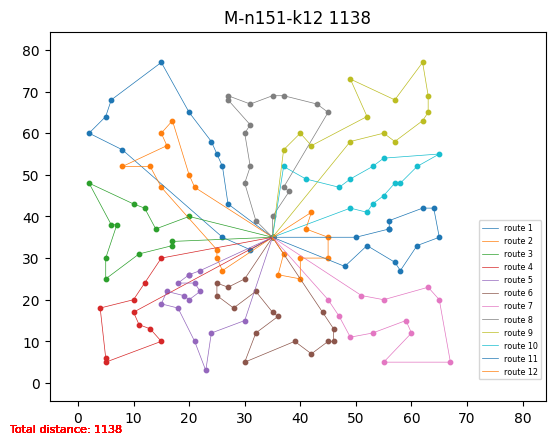 M-n151-k12 1138
80
70
60
50
40
30
20
10
0
route 1
route 2
route 3
route 4
route 5
route 6
route 7
route 8
route 9
route 10
route 11
route 12
0 10 20 30 40 50 60 70 80
Total distance: 1138